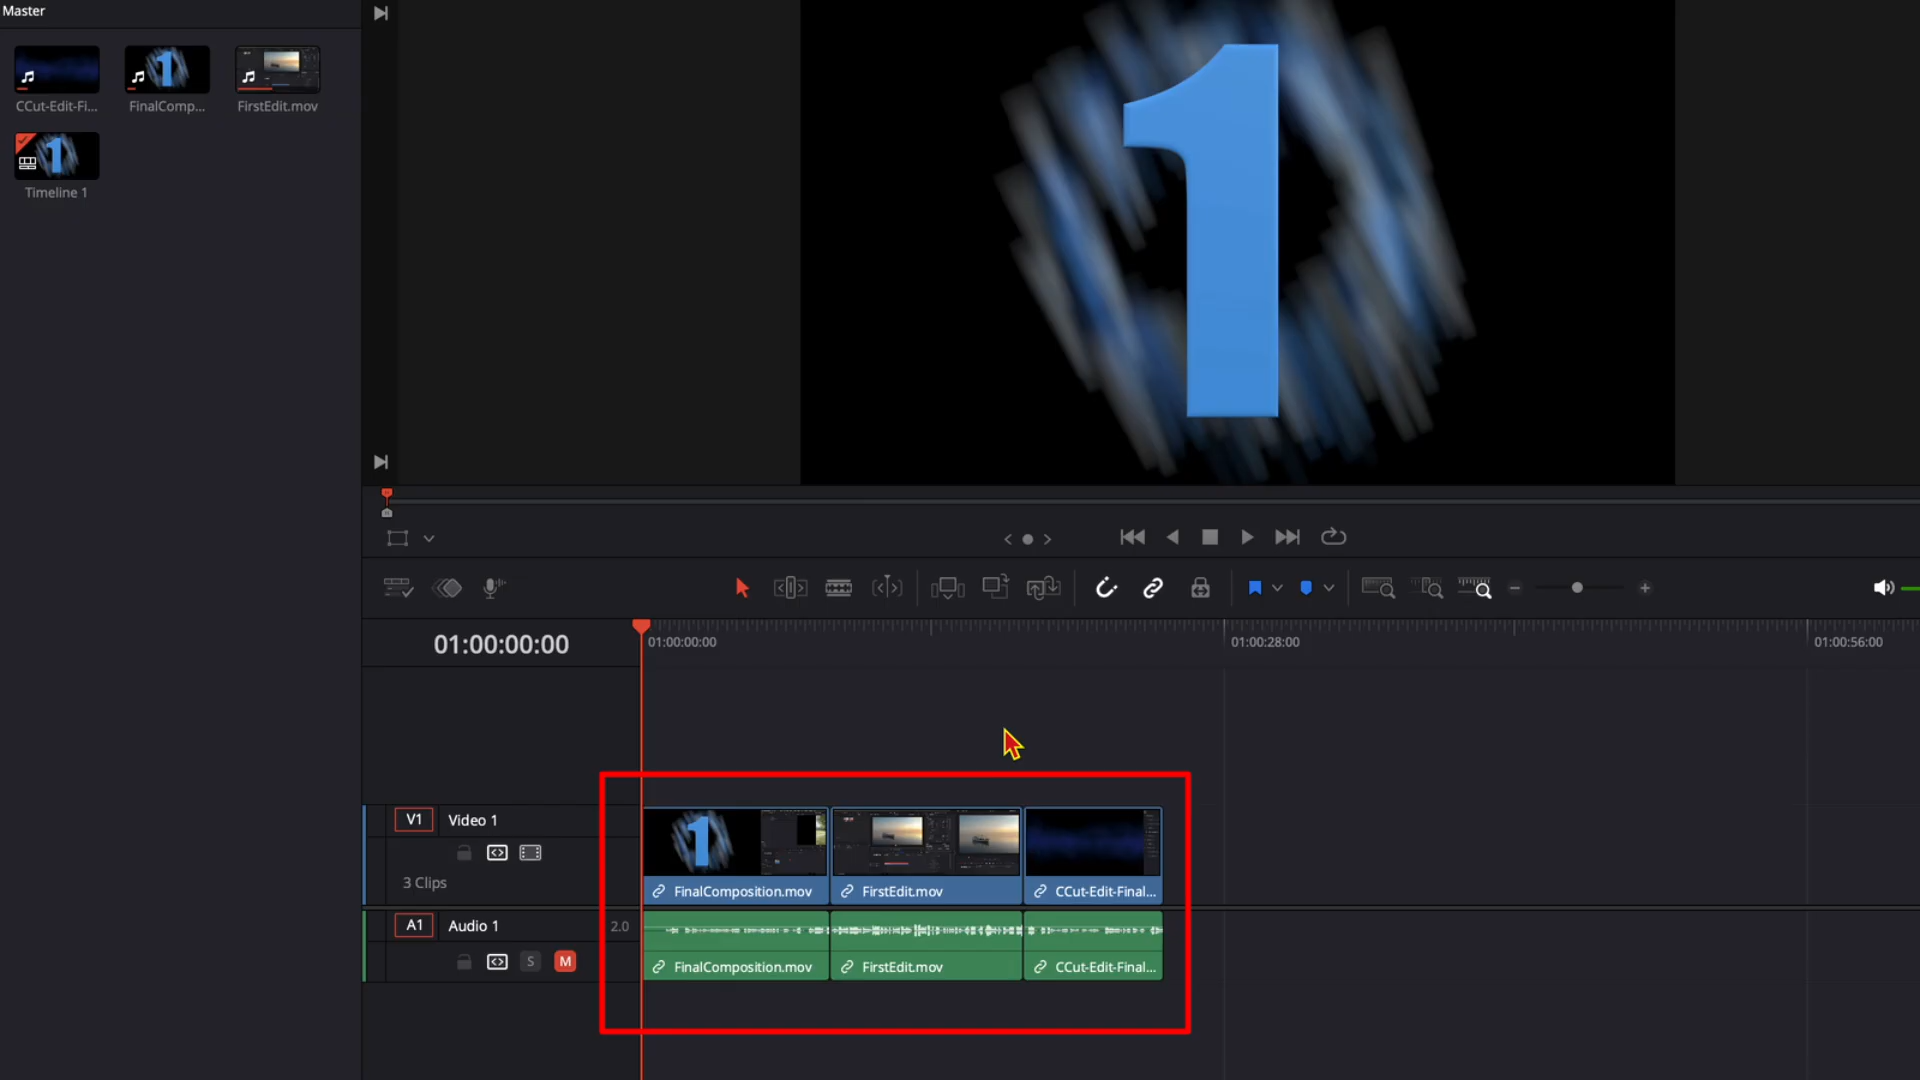 Master
CCut-Edit-Fi...
FinalComp...
FirstEdit.mov
Timeline 1
1
01:00:00:00
01:00:00:00
01:00:28:00
01:00:56:00
V1 Video 1
3 Clips
FinalComposition.mov
FirstEdit.mov
CCut-Edit-Final...
A1 Audio 1
2.0
S M
FinalComposition.mov
FirstEdit.mov
CCut-Edit-Final...